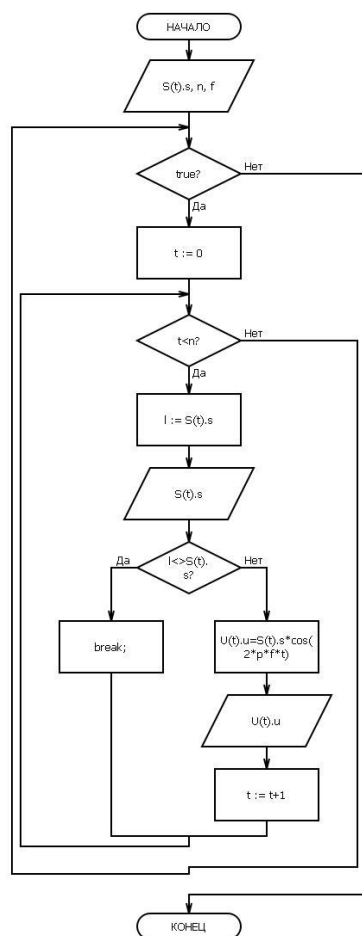 НАЧАЛО
S(t).s, n, f
true?
Нет
Да
t := 0
t<n?
Нет
Да
l := S(t).s
S(t).s
Да
l<>S(t).
s?
Нет
break;
U(t).u=S(t).s*cos(
2*p*f*t)
U(t).u
t := t+1
КОНЕЦ